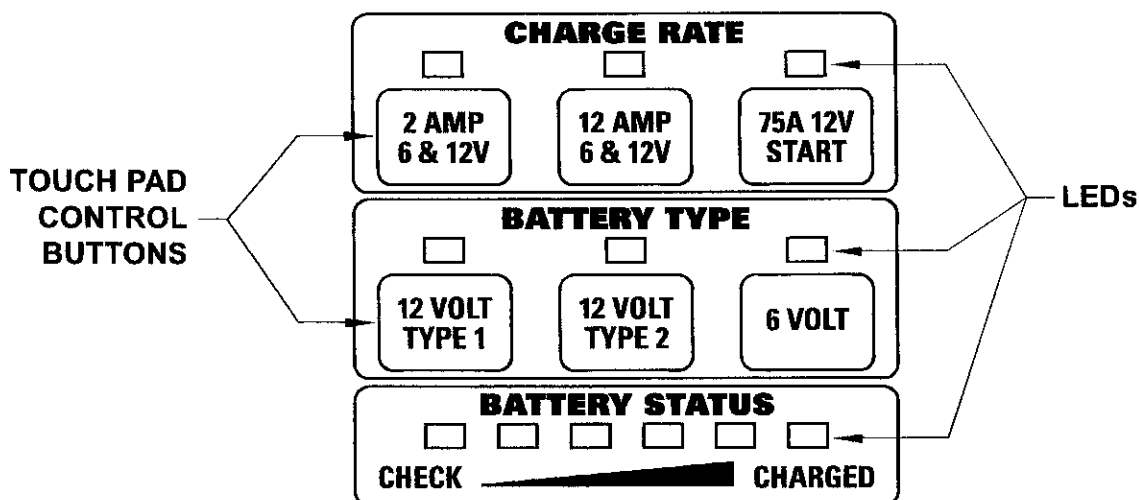 CHARGE RATE
2 AMP
6 & 12V
12 AMP
6 & 12V
75A 12V
START
TOUCH PAD
CONTROL
BUTTONS
LEDs
BATTERY TYPE
12 VOLT
TYPE 1
12 VOLT
TYPE 2
6 VOLT
BATTERY STATUS
CHECK
CHARGED